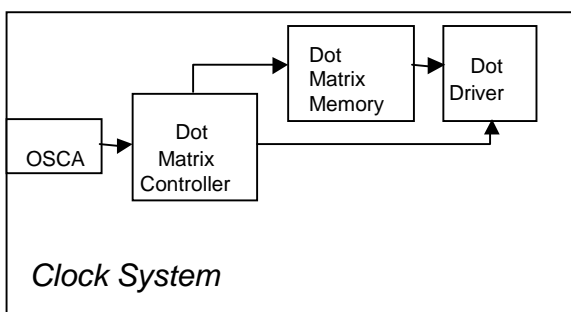 Dot
Matrix
Memory
Dot
Driver
OSCA
Dot
Matrix
Controller
Clock System